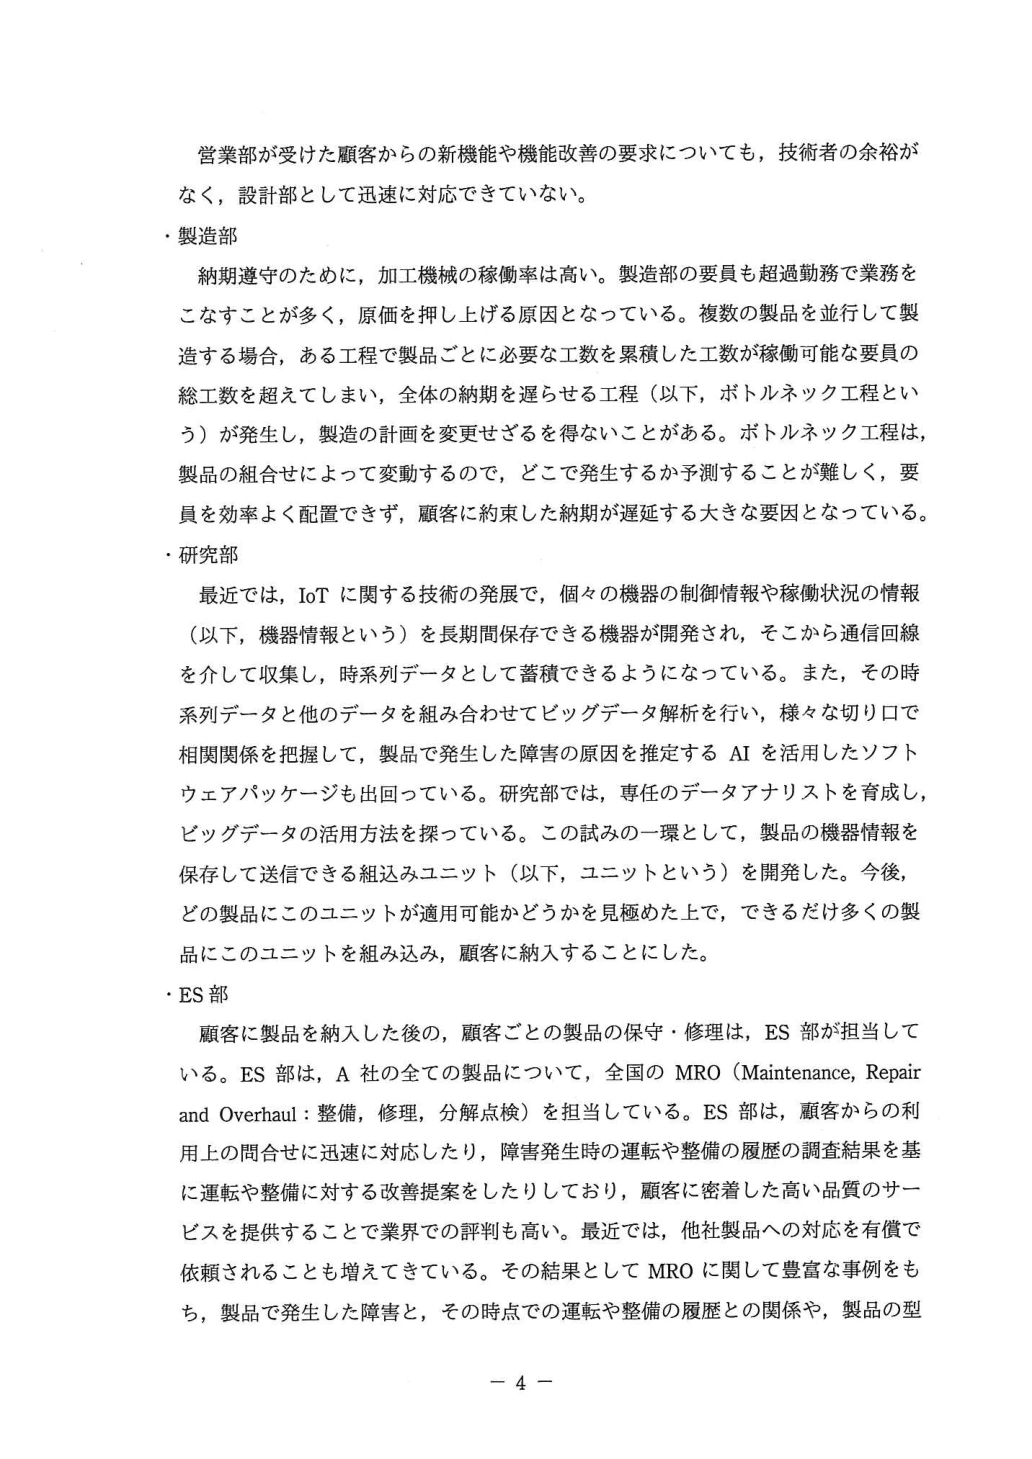 営業部が受けた顧客からの新機能や機能改善の要求についても，技術者の余裕が
なく，設計部として迅速に対応できていない。
・製造部
納期遵守のために，加工機械の稼働率は高い。製造部の要員も超過勤務で業務を
こなすことが多く，原価を押し上げる原因となっている。複数の製品を並行して製
造する場合，ある工程で製品ごとに必要な工数を累積した工数が稼働可能な要員の
総工数を超えてしまい，全体の納期を遅らせる工程（以下，ボトルネック工程とい
う）が発生し，製造の計画を変更せざるを得ないことがある。ボトルネック工程は，
製品の組合せによって変動するので，どこで発生するか予測することが難しく，要
員を効率よく配置できず，顧客に約束した納期が遅延する大きな要因となっている。
・研究部
最近では，IoT に関する技術の発展で，個々の機器の制御情報や稼働状況の情報
（以下，機器情報という）を長期間保存できる機器が開発され，そこから通信回線
を介して収集し，時系列データとして蓄積できるようになっている。また，その時
系列データと他のデータを組み合わせてビッグデータ解析を行い，様々な切り口で
相関関係を把握して，製品で発生した障害の原因を推定する AI を活用したソフト
ウェアパッケージも出回っている。研究部では，専任のデータアナリストを育成し，
ビッグデータの活用方法を探っている。この試みの一環として，製品の機器情報を
保存して送信できる組込みユニット（以下，ユニットという）を開発した。今後，
どの製品にこのユニットが適用可能かどうかを見極めた上で，できるだけ多くの製
品にこのユニットを組み込み，顧客に納入することにした。
・ES 部
顧客に製品を納入した後の，顧客ごとの製品の保守・修理は，ES 部が担当して
いる。ES 部は，A 社の全ての製品について，全国の MRO（Maintenance, Repair
and Overhaul：整備，修理，分解点検）を担当している。ES 部は，顧客からの利
用上の問合せに迅速に対応したり，障害発生時の運転や整備の履歴の調査結果を基
に運転や整備に対する改善提案をしたりしており，顧客に密着した高い品質のサー
ビスを提供することで業界での評判も高い。最近では，他社製品への対応を有償で
依頼されることも増えてきている。その結果として MRO に関して豊富な事例をも
ち，製品で発生した障害と，その時点での運転や整備の履歴との関係や，製品の型
－ 4 －